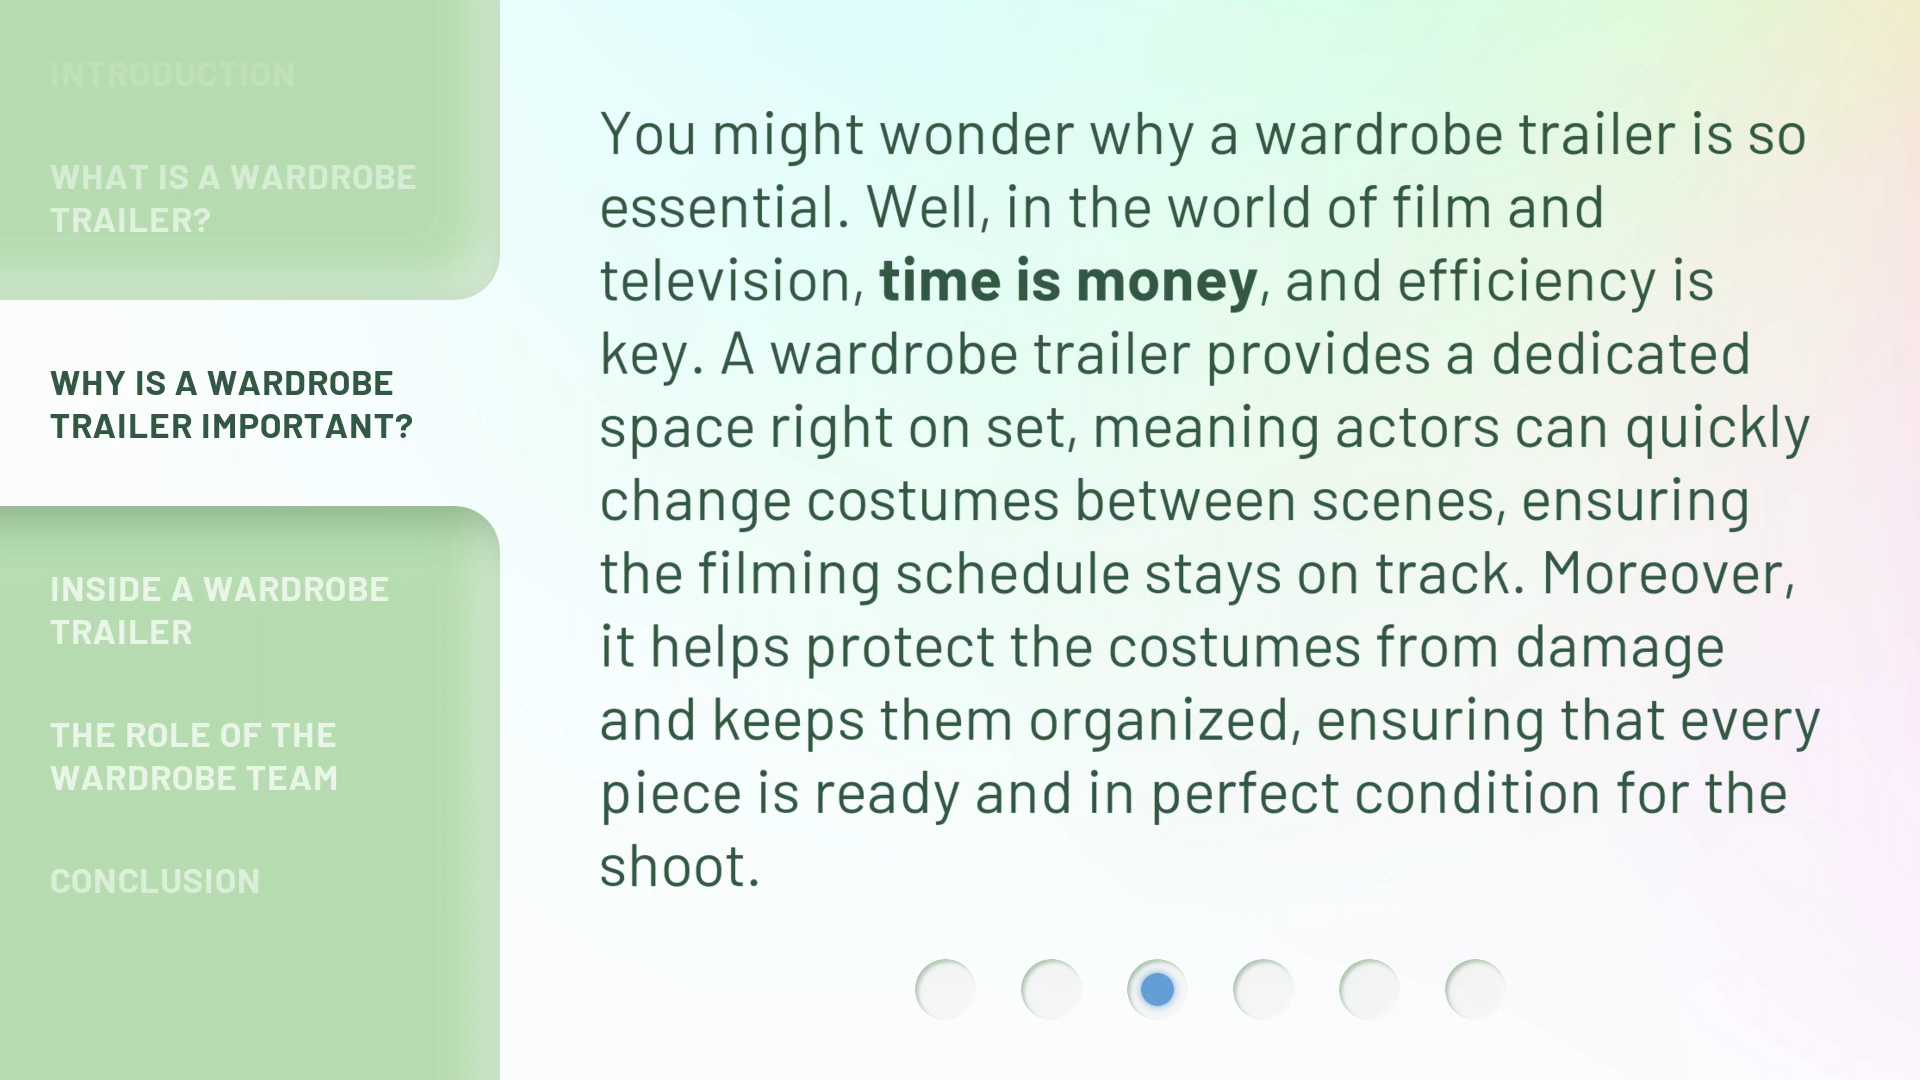 INTRODUCTION
WHAT IS A WARDROBE
TRAILER?
WHY IS A WARDROBE
TRAILER IMPORTANT?
INSIDE A WARDROBE
TRAILER
THE ROLE OF THE
WARDROBE TEAM
CONCLUSION
You might wonder why a wardrobe trailer is so
essential. Well, in the world of film and
television, time is money, and efficiency is
key. A wardrobe trailer provides a dedicated
space right on set, meaning actors can quickly
change costumes between scenes, ensuring
the filming schedule stays on track. Moreover,
it helps protect the costumes from damage
and keeps them organized, ensuring that every
piece is ready and in perfect condition for the
shoot.